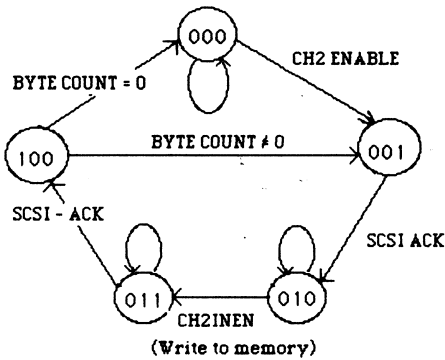 000
CH2 ENABLE
BYTE COUNT = 0
BYTE COUNT ≠ 0
100
001
SCSI - ACK
SCSI ACK
011
010
CH2INEN
(Write to memory)